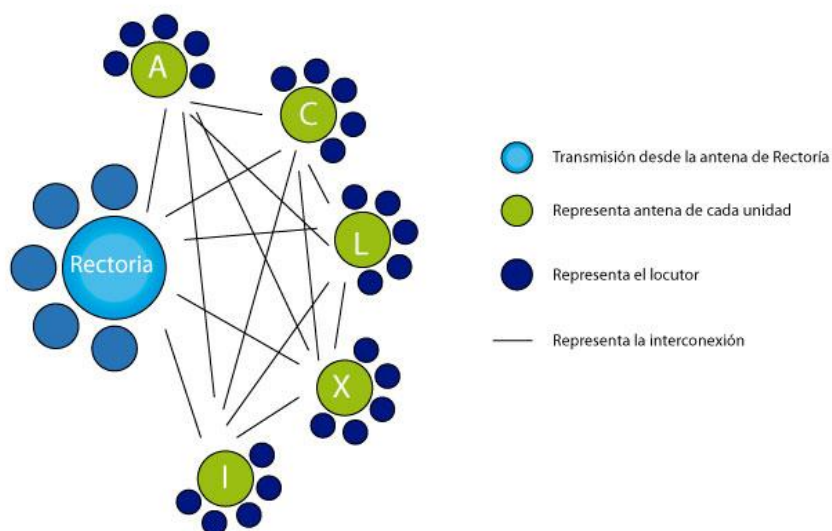 A
C
L
Rectoria
X
I
Transmisión desde la antena de Rectoría
Representa antena de cada unidad
Representa el locutor
Representa la interconexión